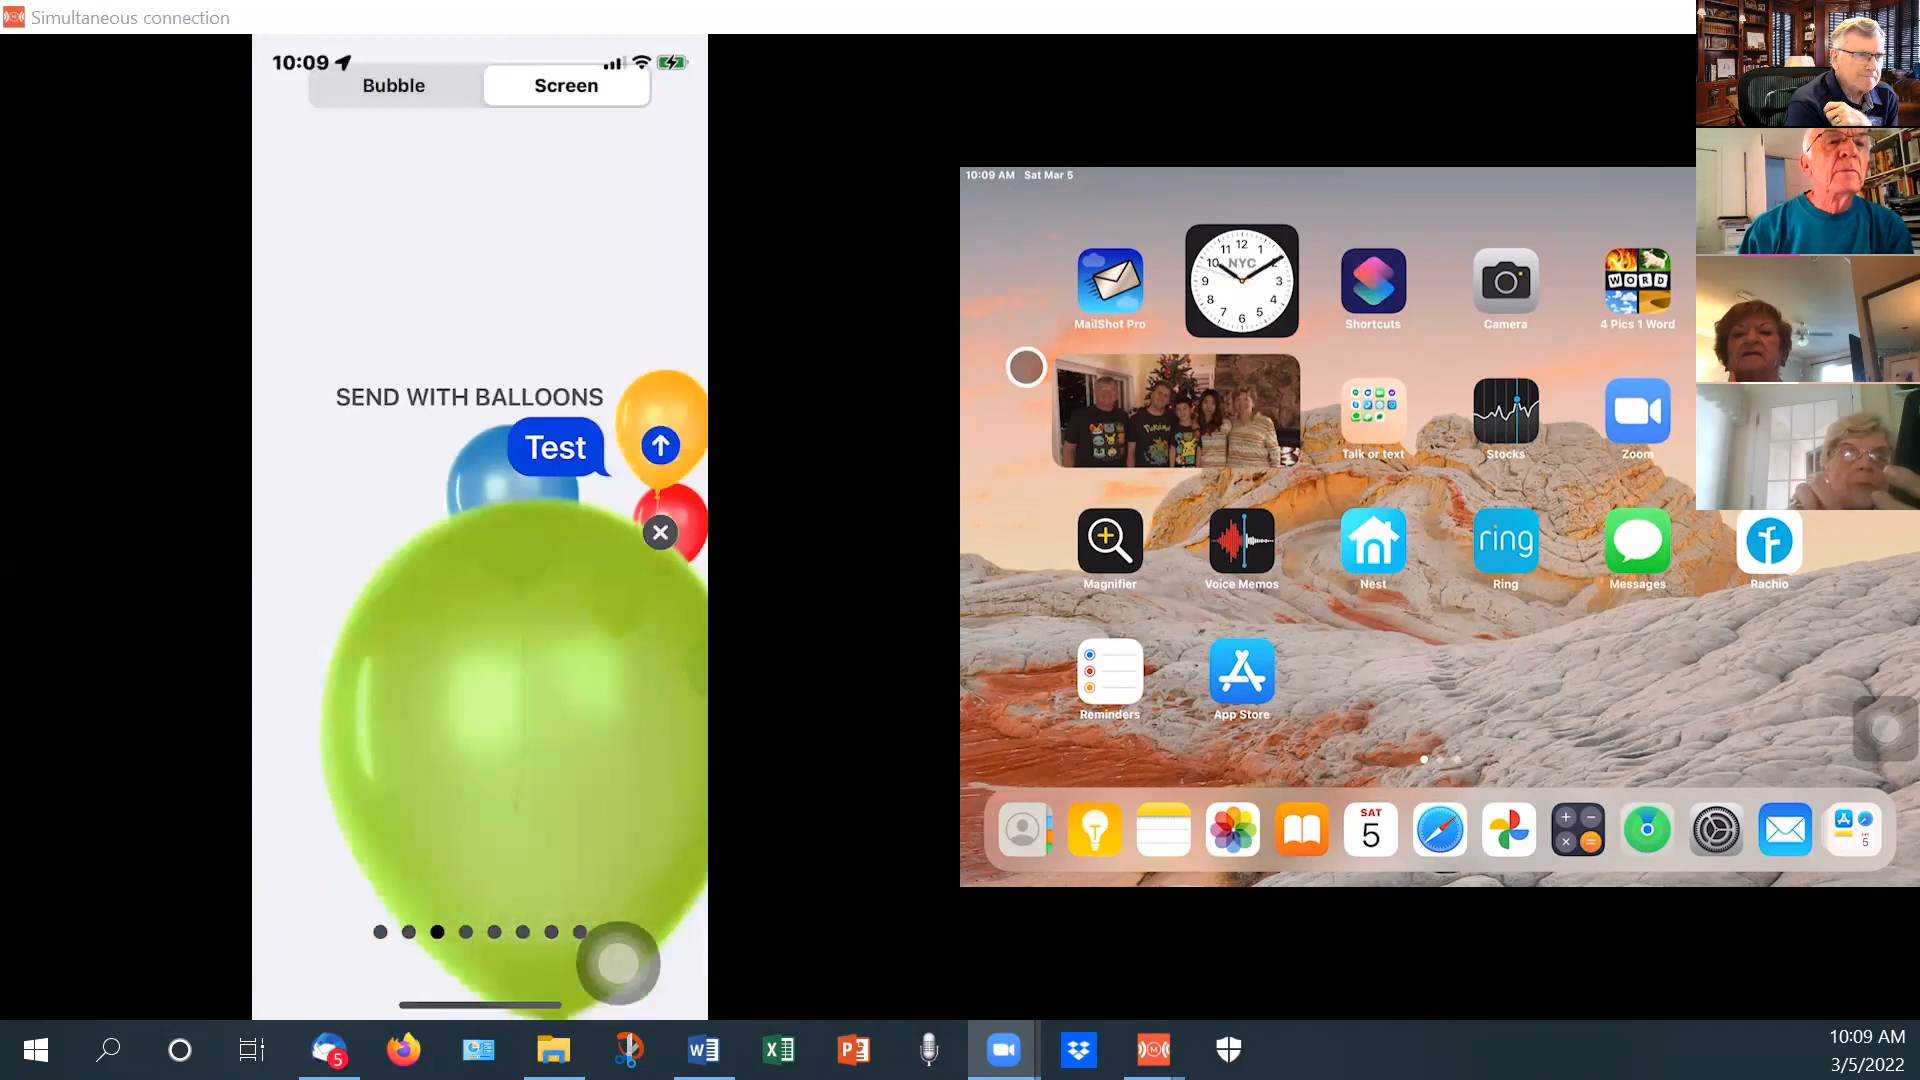 Simultaneous connection
10:09
Bubble Screen
SEND WITH BALLOONS
Test
10:09 AM Sat Mar 5
12
11 1
10 NYC 2
9 3
8 4
7 5
6
WORD
MailShot Pro Shortcuts Camera 4 Pics 1 Word
Talk or text Stocks Zoom
ring
Magnifier Voice Memos Nest Ring Messages Rachio
Reminders App Store
SAT
5
5
5
10:09 AM
3/5/2022